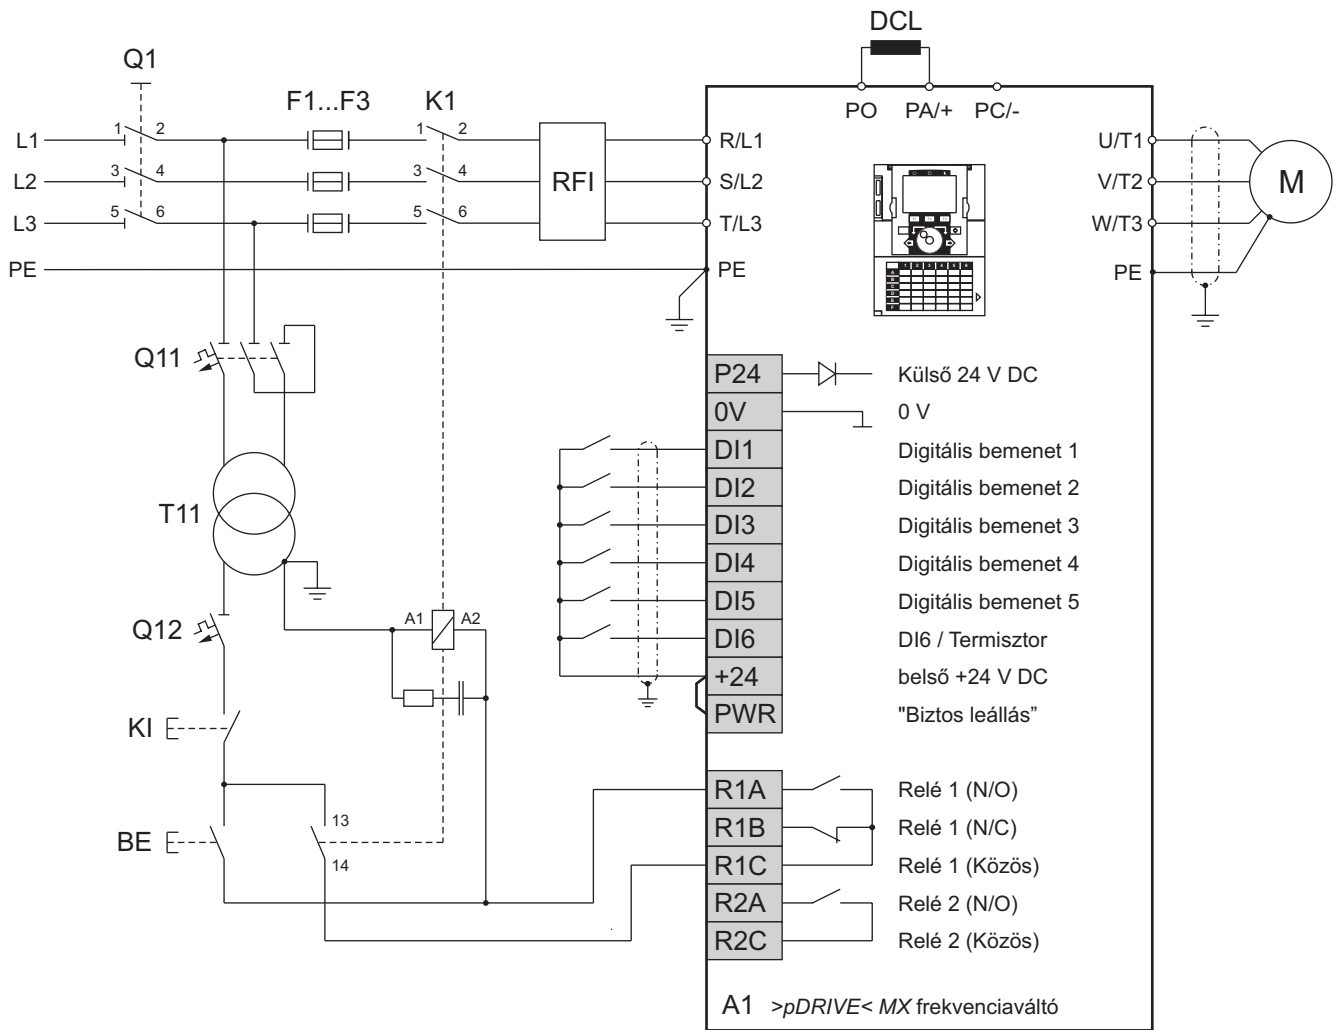 DCL
Q1
F1...F3 K1
PO PA/+ PC/-
L1 1 2 1 2 R/L1 U/T1
L2 3 4 3 4 RFI S/L2 V/T2 M
L3 5 6 5 6 T/L3 W/T3
PE PE PE
Q11
P24 Külső 24 V DC
0V 0 V
DI1 Digitális bemenet 1
DI2 Digitális bemenet 2
T11
DI3 Digitális bemenet 3
DI4 Digitális bemenet 4
DI5 Digitális bemenet 5
Q12 A1 A2
DI6 DI6 / Termisztor
+24 belső +24 V DC
PWR "Biztos leállás”
KI
R1A Relé 1 (N/O)
13
R1B Relé 1 (N/C)
BE
14
R1C Relé 1 (Közös)
R2A Relé 2 (N/O)
R2C Relé 2 (Közös)
A1 >pDRIVE< MX frekvenciaváltó